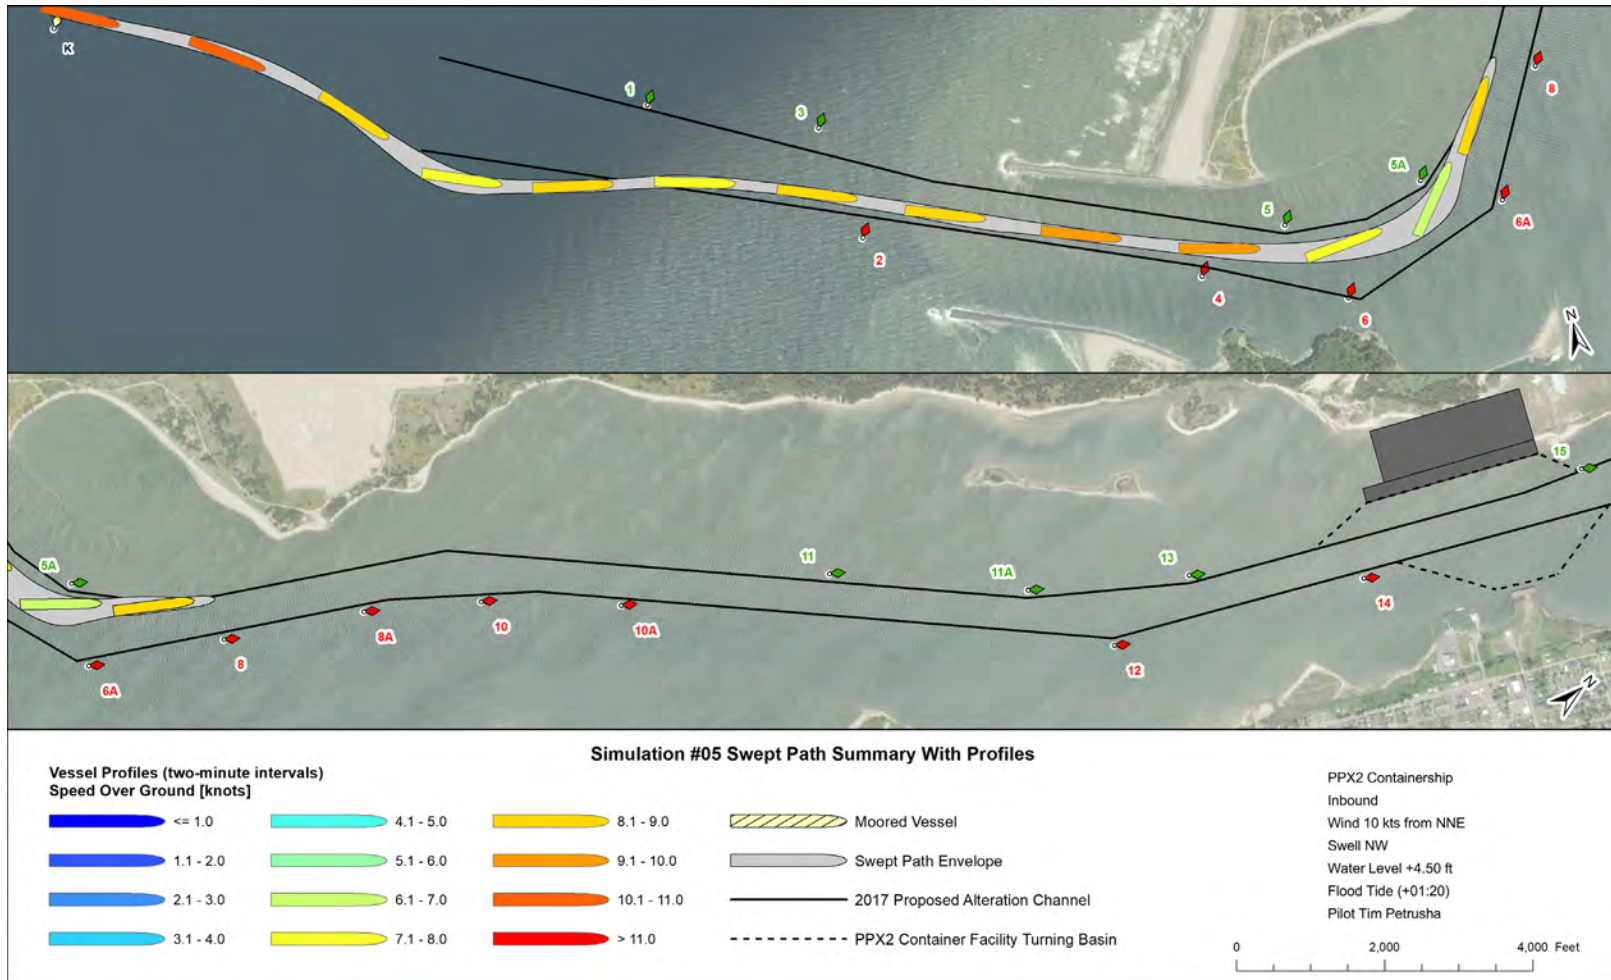 K
1
3
5A
8
5
6A
2
4
6
N
15
5A
11
11A
13
14
10
10A
8A
8
6A
12
N
Simulation #05 Swept Path Summary With Profiles
Vessel Profiles (two-minute intervals)
Speed Over Ground [knots]
<= 1.0
1.1 - 2.0
2.1 - 3.0
3.1 - 4.0
4.1 - 5.0
5.1 - 6.0
6.1 - 7.0
7.1 - 8.0
8.1 - 9.0
9.1 - 10.0
10.1 - 11.0
> 11.0
Moored Vessel
Swept Path Envelope
2017 Proposed Alteration Channel
PPX2 Container Facility Turning Basin
PPX2 Containership
Inbound
Wind 10 kts from NNE
Swell NW
Water Level +4.50 ft
Flood Tide (+01:20)
Pilot Tim Petrusha
0 2,000 4,000 Feet